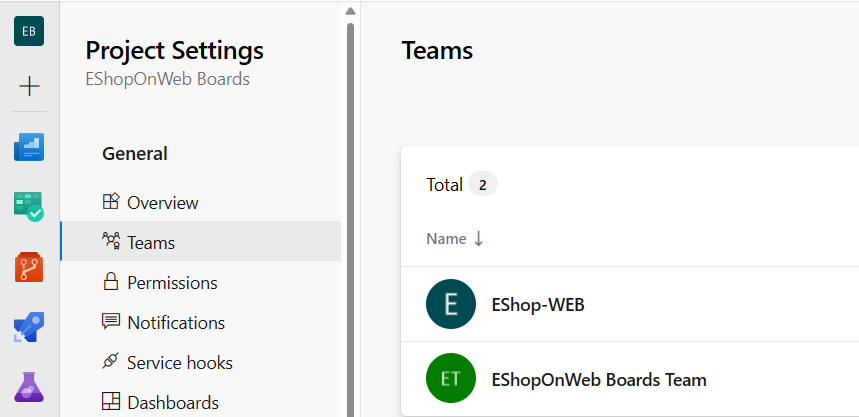 EB
Project Settings
EShopOnWeb Boards
General
Overview
Teams
Permissions
Notifications
Service hooks
Dashboards
Teams
Total 2
Name
E EShop-WEB
ET EShopOnWeb Boards Team